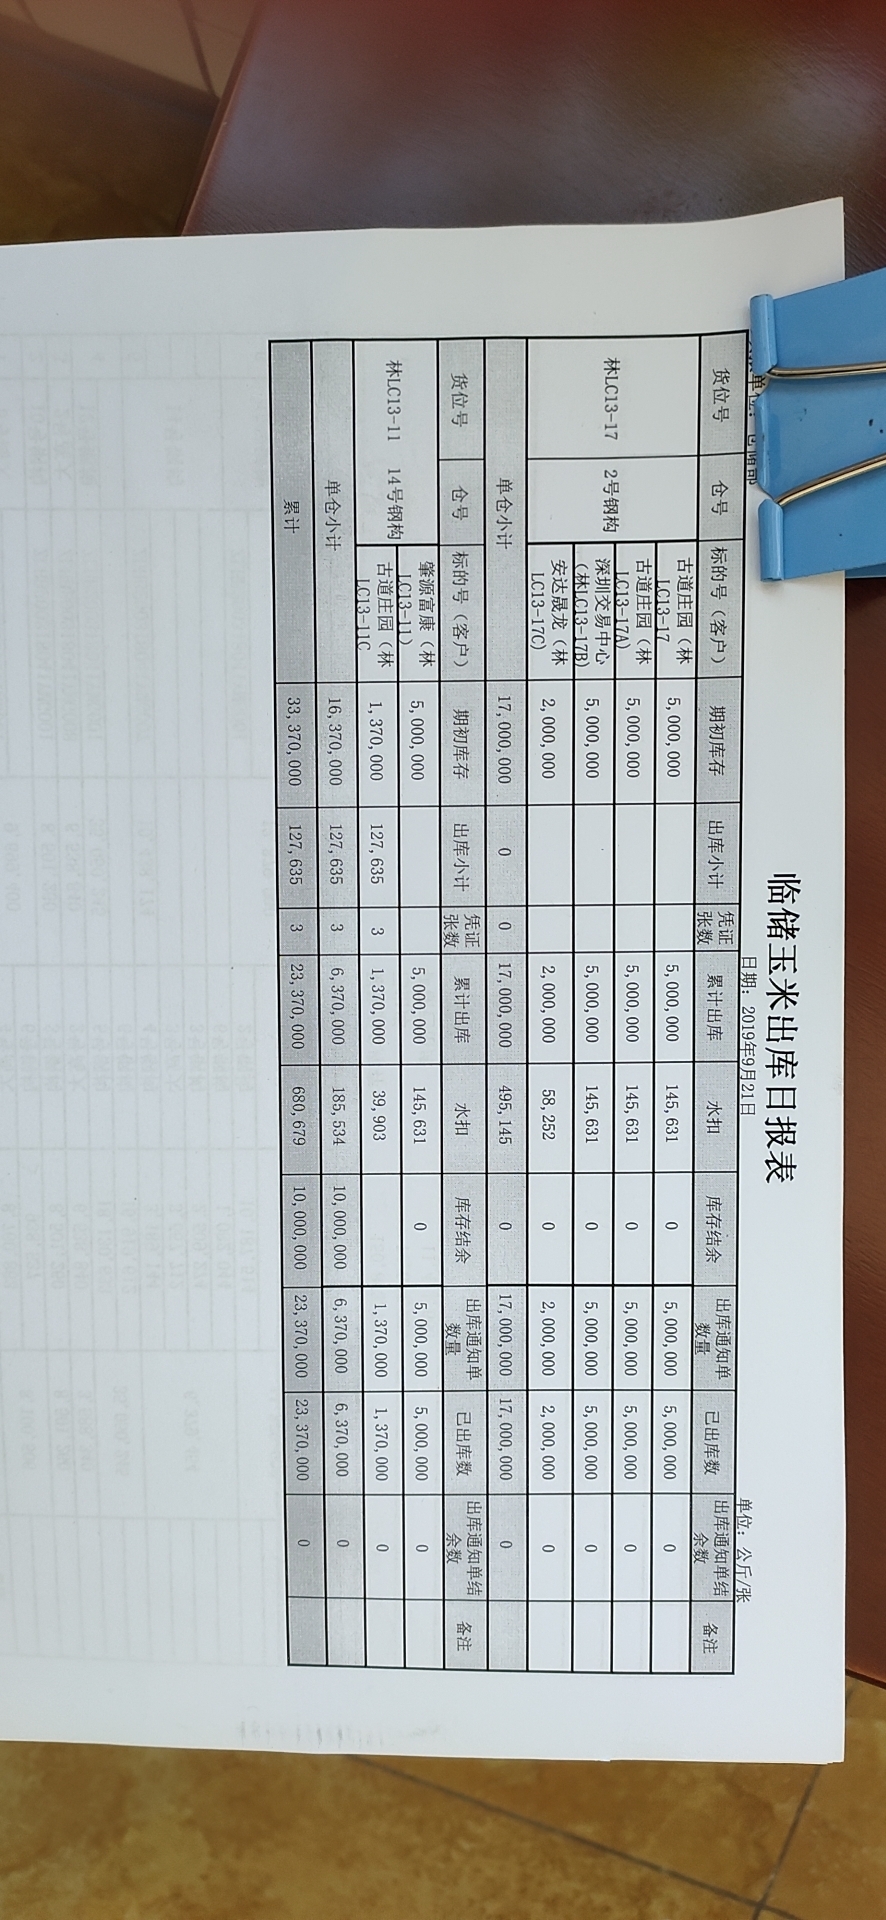 临储玉米出库日报表
日期: 2019年9月21日
单位: 公斤/张
货位号 仓号 标的号(客户) 期初库存 出库小计 凭证张数 累计出库 水扣 库存结余 出库通知单数量 已出库数 出库通知单结余数 备注
林LC13-17 2号钢构 古道庄园(林LC13-17 5,000,000 5,000,000 145,631 0 5,000,000 5,000,000 0
古道庄园(林LC13-17A) 5,000,000 5,000,000 145,631 0 5,000,000 5,000,000 0
深圳交易中心(林LC13-17B) 5,000,000 5,000,000 145,631 0 5,000,000 5,000,000 0
安达晟龙(林LC13-17C) 2,000,000 2,000,000 58,252 0 2,000,000 2,000,000 0
单仓小计 17,000,000 0 0 17,000,000 495,145 0 17,000,000 17,000,000 0
货位号 仓号 标的号(客户) 期初库存 出库小计 凭证张数 累计出库 水扣 库存结余 出库通知单数量 已出库数 出库通知单结余数 备注
林LC13-11 14号钢构 肇源富康(林LC13-11) 5,000,000 5,000,000 145,631 0 5,000,000 5,000,000 0
古道庄园(林LC13-11C 1,370,000 127,635 3 1,370,000 39,903 1,370,000 1,370,000 0
单仓小计 16,370,000 127,635 3 6,370,000 185,534 10,000,000 6,370,000 6,370,000 0
累计 33,370,000 127,635 3 23,370,000 680,679 10,000,000 23,370,000 23,370,000 0